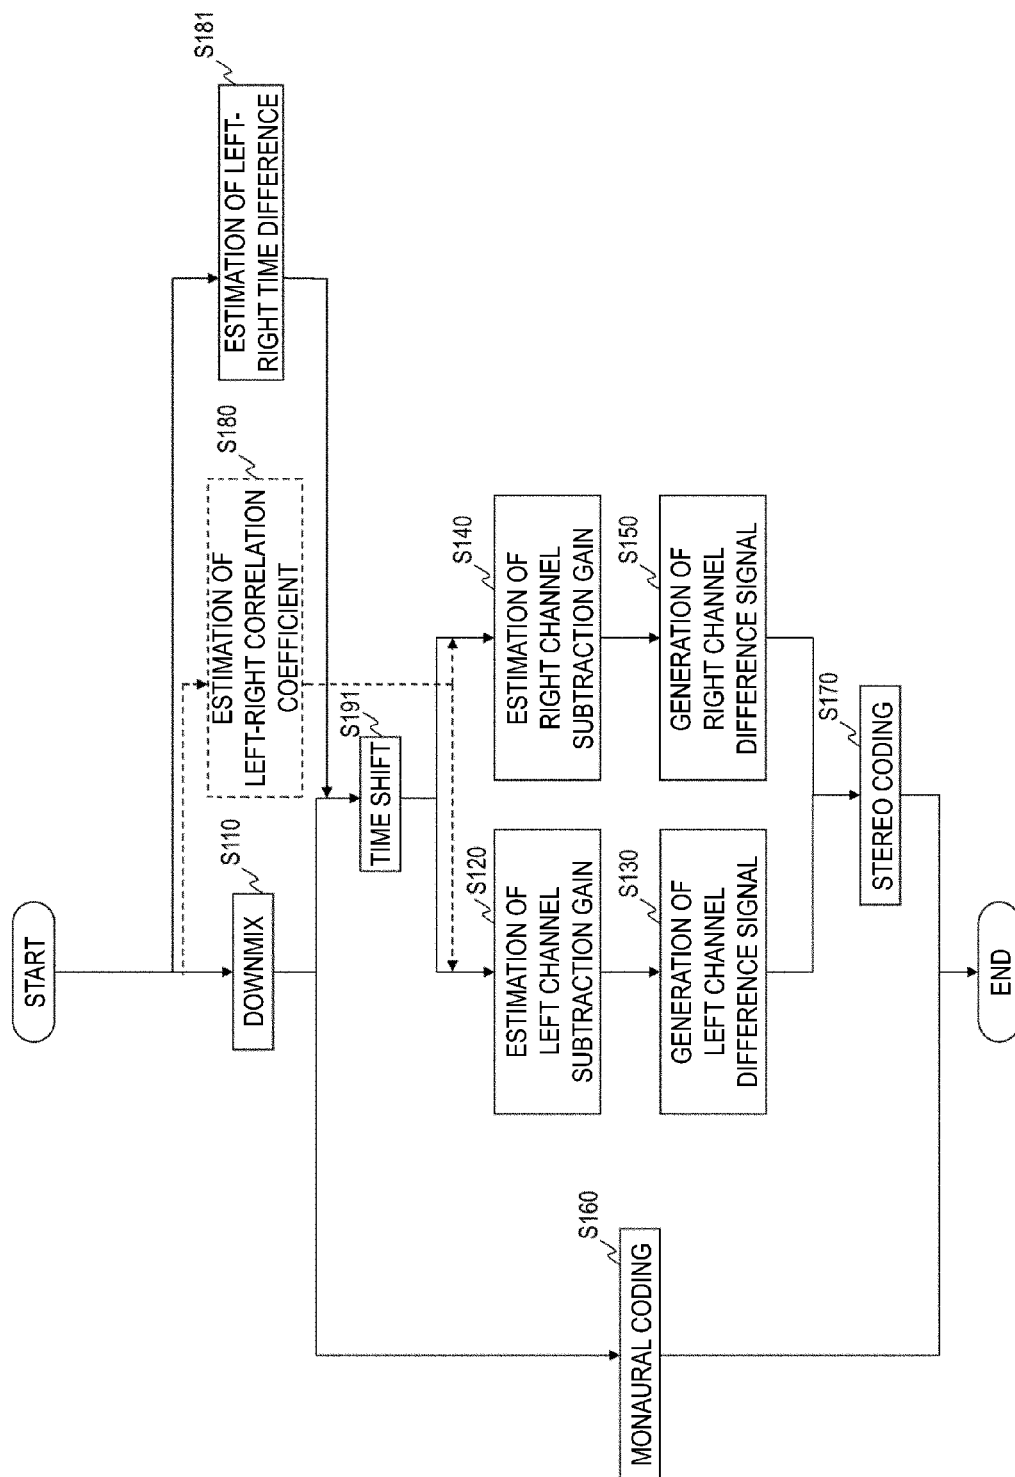 START
S110
DOWNMIX
S180
ESTIMATION OF
LEFT-RIGHT CORRELATION
COEFFICIENT
S181
ESTIMATION OF LEFT-
RIGHT TIME DIFFERENCE
S191
TIME SHIFT
S120
ESTIMATION OF
LEFT CHANNEL
SUBTRACTION GAIN
S140
ESTIMATION OF
RIGHT CHANNEL
SUBTRACTION GAIN
S160
MONAURAL CODING
S130
GENERATION OF
LEFT CHANNEL
DIFFERENCE SIGNAL
S150
GENERATION OF
RIGHT CHANNEL
DIFFERENCE SIGNAL
S170
STEREO CODING
END